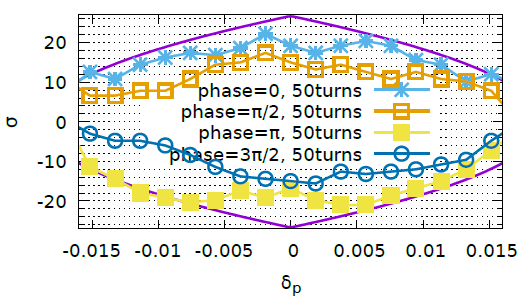 20
10
0
-10
-20
σ
phase=0, 50turns
phase=π/2, 50turns
phase=π, 50turns
phase=3π/2, 50turns
-0.015 -0.01 -0.005 0 0.005 0.01 0.015
δp